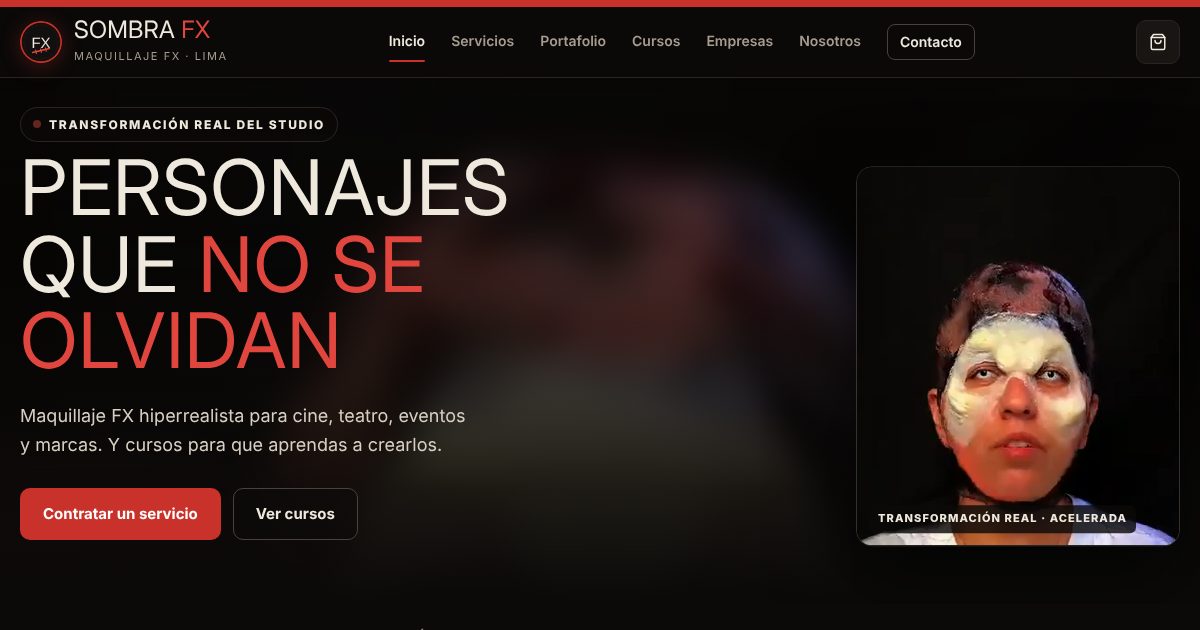 FX
SOMBRA FX
MAQUILLAJE FX · LIMA
Inicio
Servicios
Portafolio
Cursos
Empresas
Nosotros
Contacto
TRANSFORMACIÓN REAL DEL STUDIO
PERSONAJES
QUE NO SE
OLVIDAN
Maquillaje FX hiperrealista para cine, teatro, eventos
y marcas. Y cursos para que aprendas a crearlos.
Contratar un servicio
Ver cursos
TRANSFORMACIÓN REAL · ACELERADA